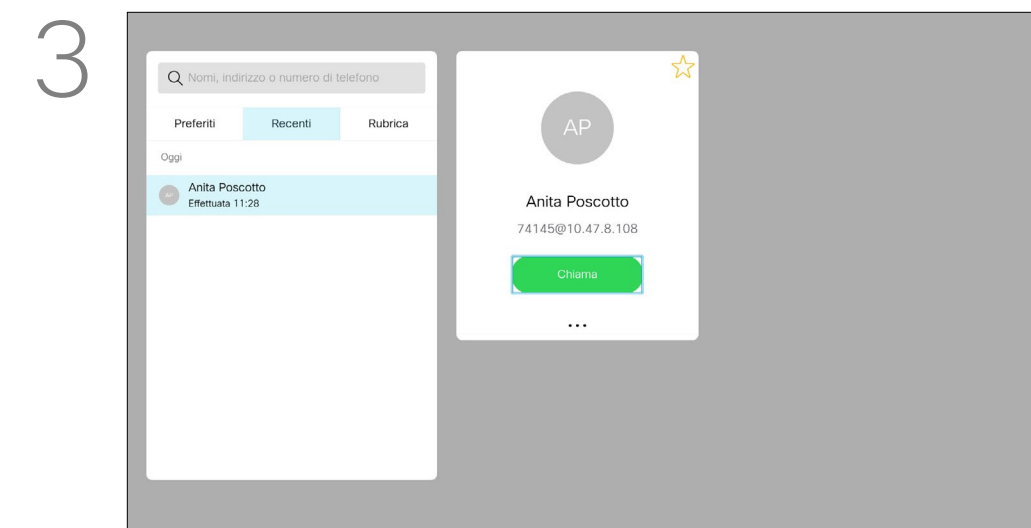 3
Nomi, indirizzo o numero di telefono
Preferiti Recenti Rubrica
Oggi
AP Anita Poscotto
Effettuata 11:28
AP
Anita Poscotto
74145@10.47.8.108
Chiama
...